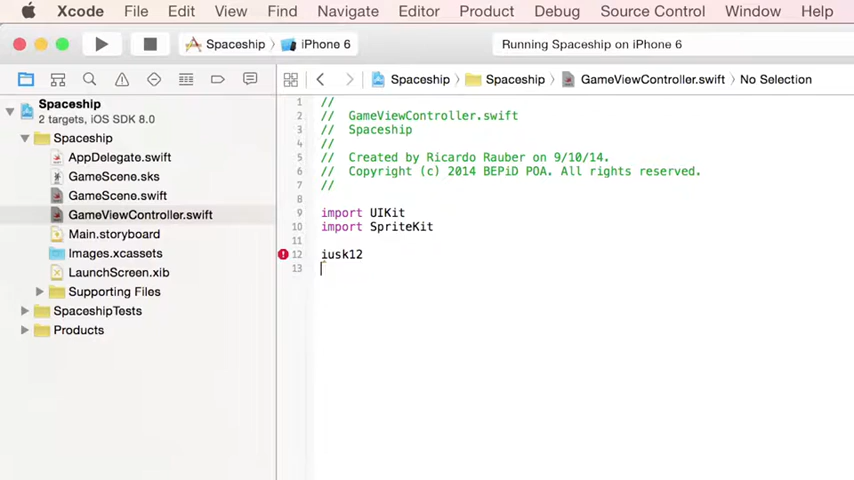 Xcode File Edit View Find Navigate Editor Product Debug Source Control Window Help
Spaceship iPhone 6 Running Spaceship on iPhone 6
Spaceship Spaceship GameViewController.swift No Selection
Spaceship
2 targets, iOS SDK 8.0
Spaceship
AppDelegate.swift
GameScene.sks
GameScene.swift
GameViewController.swift
Main.storyboard
Images.xcassets
LaunchScreen.xib
Supporting Files
SpaceshipTests
Products
1 //
2 // GameViewController.swift
3 // Spaceship
4 //
5 // Created by Ricardo Rauber on 9/10/14.
6 // Copyright (c) 2014 BEPiD POA. All rights reserved.
7 //
8
9 import UIKit
10 import SpriteKit
11
12 iusk12
13